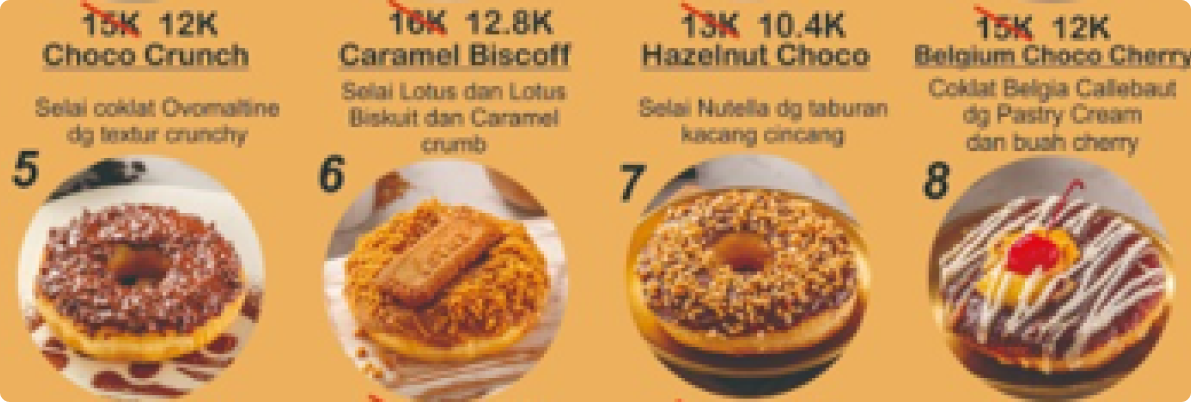 15K 12K
Choco Crunch
Selai coklat Ovomaltine
dg textur crunchy
5
16K 12.8K
Caramel Biscoff
Selai Lotus dan Lotus
Biskuit dan Caramel
crumb
6
13K 10.4K
Hazelnut Choco
Selai Nutella dg taburan
kacang cincang
7
15K 12K
Belgium Choco Cherry
Coklat Belgia Callebaut
dg Pastry Cream
dan buah cherry
8